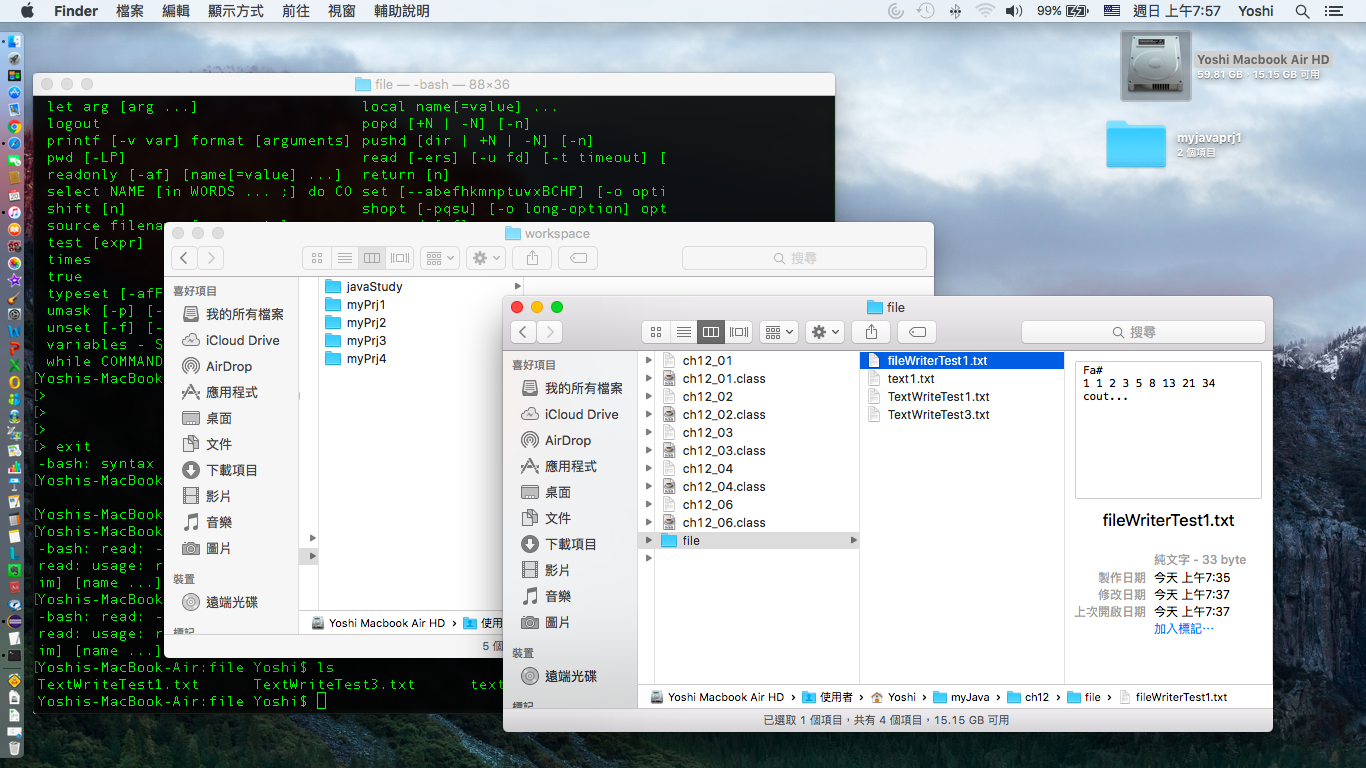 Finder 檔案 編輯 顯示方式 前往 視窗 輔助說明 99% 週日 上午7:57 Yoshi
Yoshi Macbook Air HD
59.81 GB，15.15 GB 可用
myjavaprj1
2 個項目
file — -bash — 88×36
let arg [arg ...] local name[=value] ...
logout popd [+N | -N] [-n]
printf [-v var] format [arguments] pushd [dir | +N | -N] [-n]
pwd [-LP] read [-ers] [-u fd] [-t timeout] [
readonly [-af] [name[=value] ...] return [n]
select NAME [in WORDS ... ;] do CO set [--abefhkmnptuvxBCHP] [-o opti
shift [n] shopt [-pqsu] [-o long-option] opt
source filena
test [expr]
times
true
typeset [-afF
umask [-p] [-
unset [-f] [-
variables - S
while COMMAND
[Yoshis-MacBook
[>
[>
[>
[> exit
-bash: syntax
[Yoshis-MacBook
[Yoshis-MacBook
[Yoshis-MacBook
-bash: read: -
read: usage: r
im] [name ...]
[Yoshis-MacBook
-bash: read: -
read: usage: r
im] [name ...]
[Yoshis-MacBook-Air:file Yoshi$ ls
TextWriteTest1.txt TextWriteTest3.txt text
Yoshis-MacBook-Air:file Yoshi$
workspace
搜尋
喜好項目
我的所有檔案
iCloud Drive
AirDrop
應用程式
桌面
文件
下載項目
影片
音樂
圖片
裝置
遠端光碟
標記
javaStudy
myPrj1
myPrj2
myPrj3
myPrj4
Yoshi Macbook Air HD › 使用
5 個
file
搜尋
喜好項目
我的所有檔案
iCloud Drive
AirDrop
應用程式
桌面
文件
下載項目
影片
音樂
圖片
裝置
遠端光碟
標記
ch12_01
ch12_01.class
ch12_02
ch12_02.class
ch12_03
ch12_03.class
ch12_04
ch12_04.class
ch12_06
ch12_06.class
file
fileWriterTest1.txt
text1.txt
TextWriteTest1.txt
TextWriteTest3.txt
Fa#
1 1 2 3 5 8 13 21 34
cout...
fileWriterTest1.txt
純文字 - 33 byte
製作日期 今天 上午7:35
修改日期 今天 上午7:37
上次開啟日期 今天 上午7:37
加入標記⋯
Yoshi Macbook Air HD › 使用者 › Yoshi › myJava › ch12 › file › fileWriterTest1.txt
已選取 1 個項目，共有 4 個項目，15.15 GB 可用